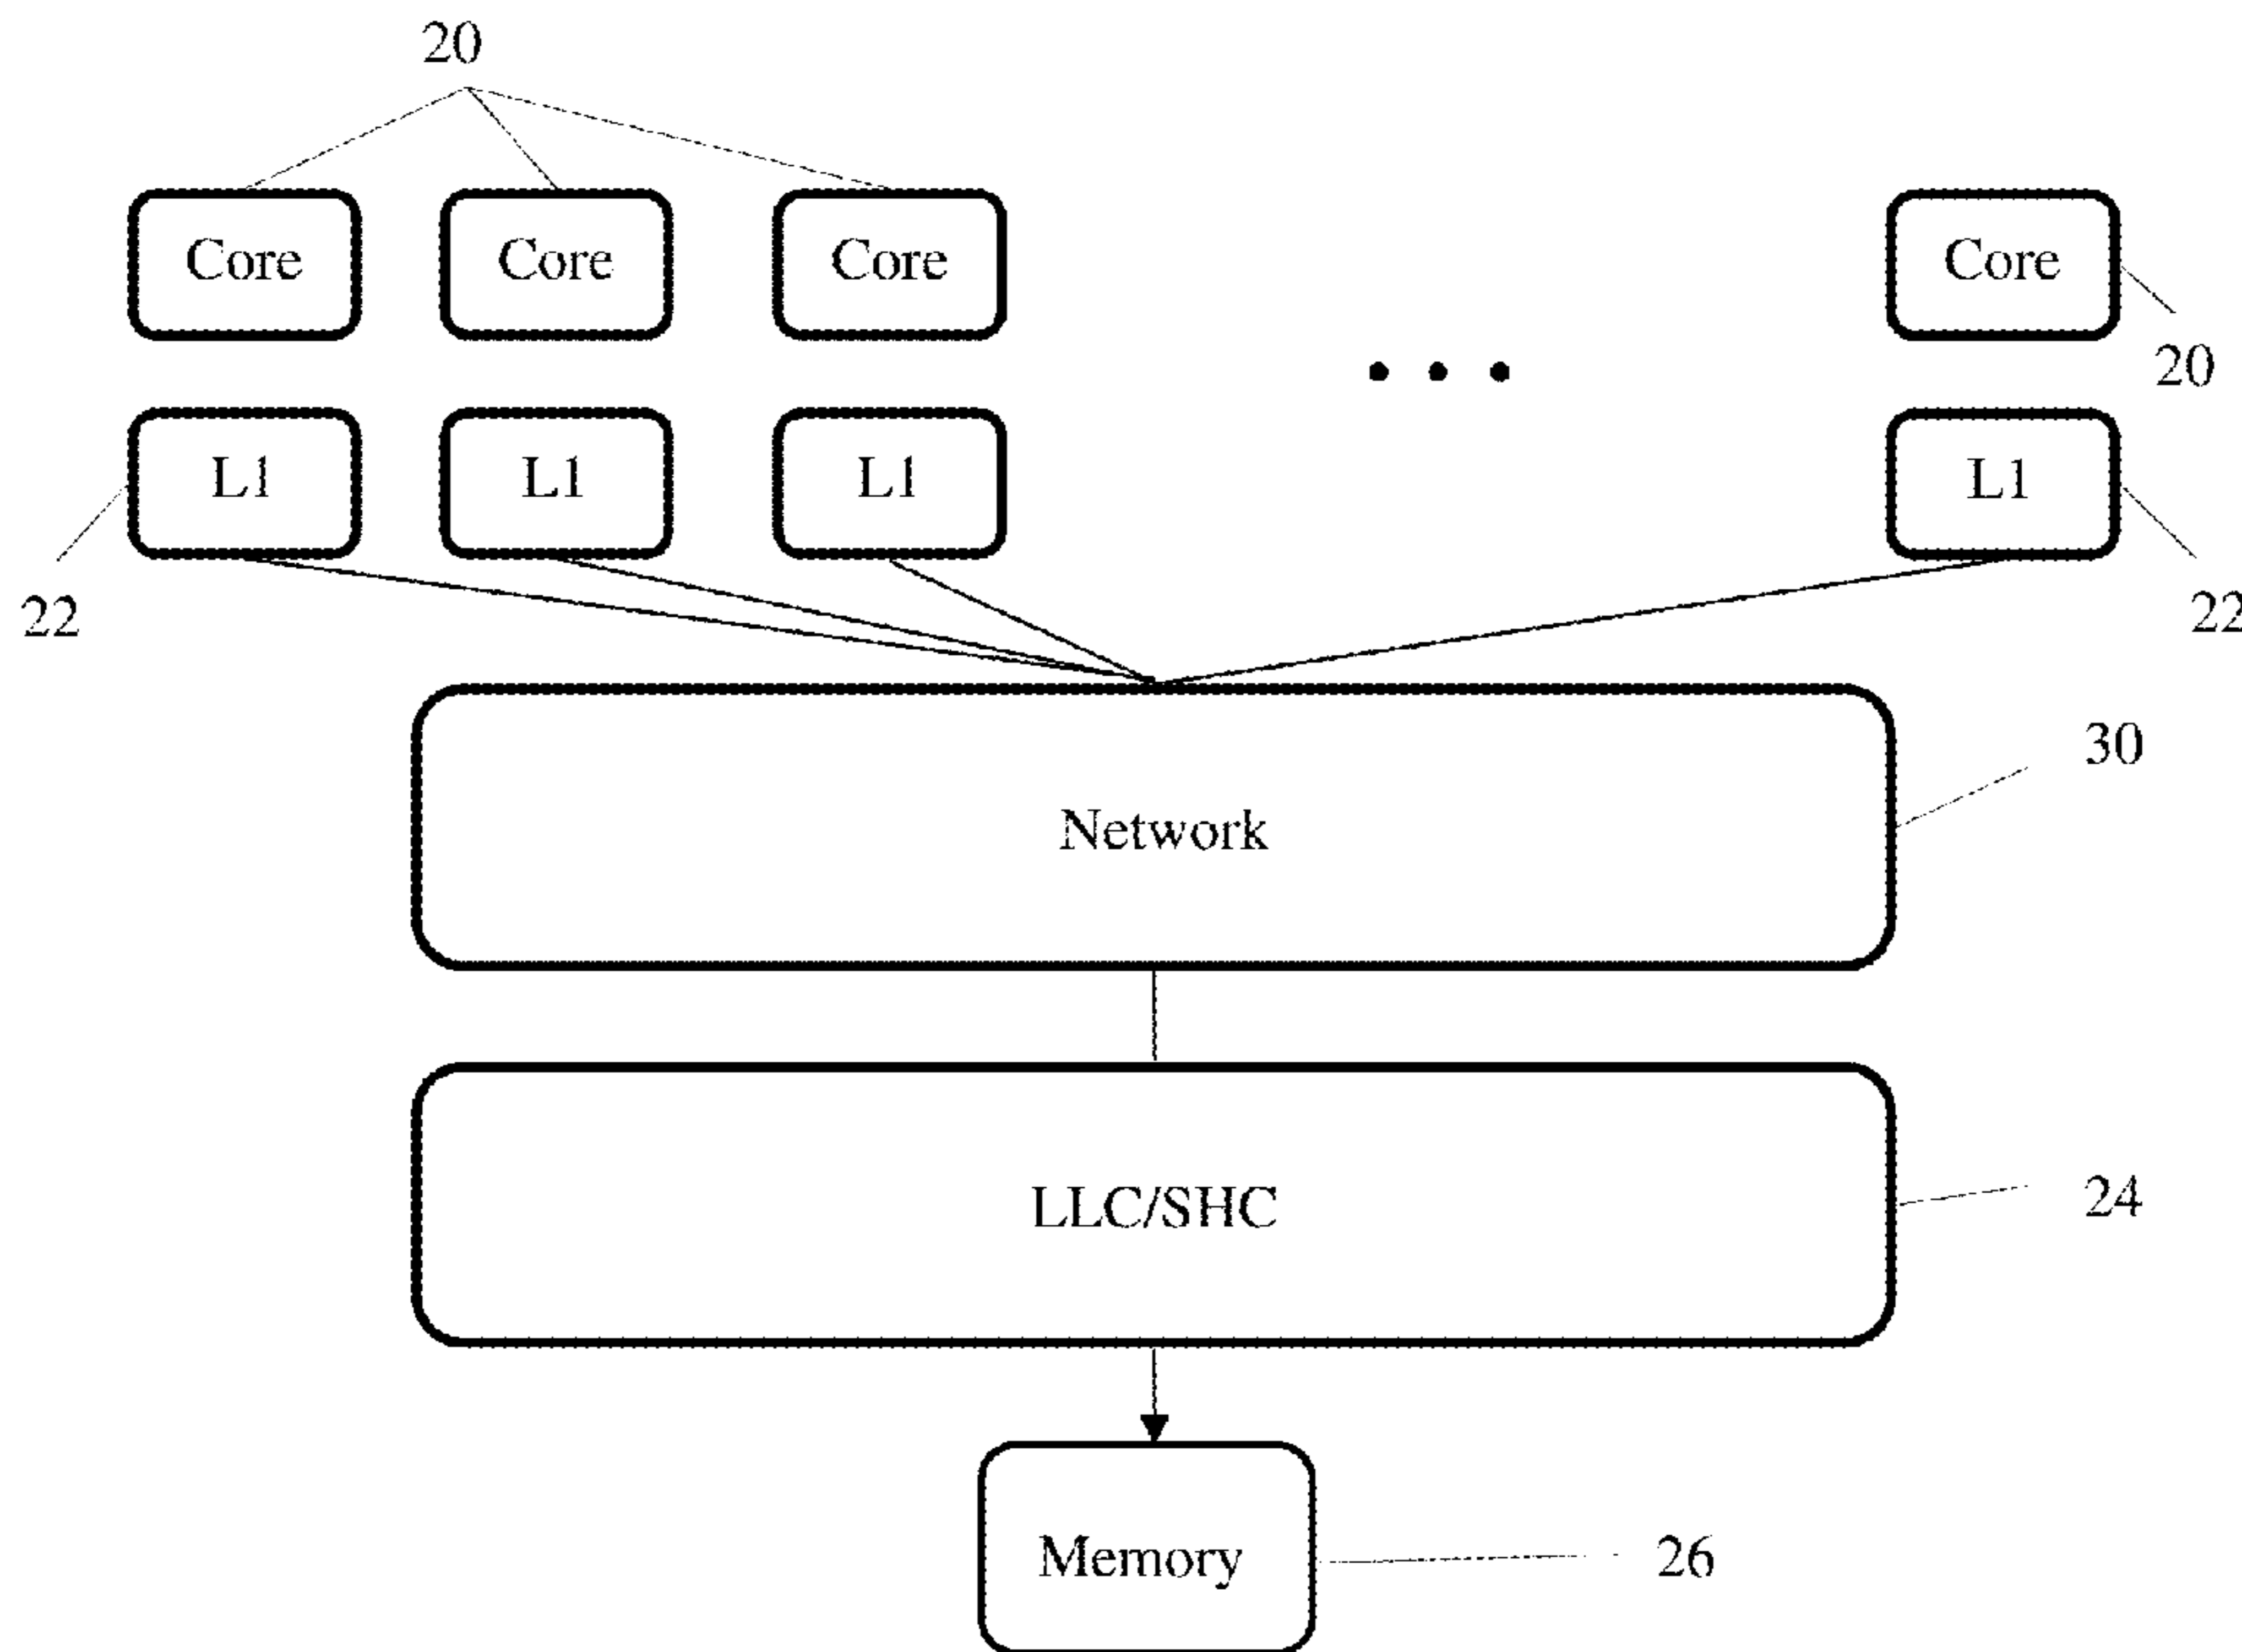 20
Core Core Core Core
20
L1 L1 L1 L1
22 22
Network
30
LLC/SHC
24
Memory
26